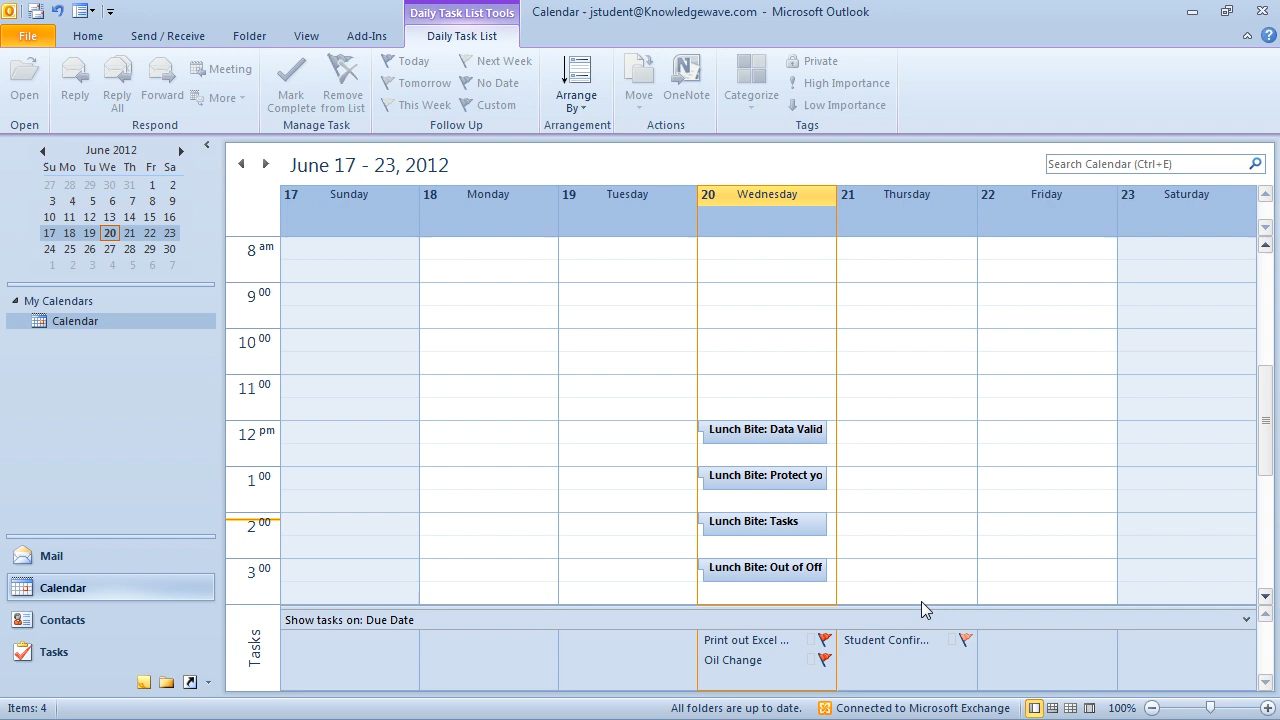 Daily Task List Tools
Calendar - jstudent@Knowledgewave.com - Microsoft Outlook
File Home Send / Receive Folder View Add-Ins Daily Task List
Open
Reply
Reply All
Forward
Meeting
More
Mark Complete
Remove from List
Today
Tomorrow
This Week
Next Week
No Date
Custom
Arrange By
Move
OneNote
Categorize
Private
High Importance
Low Importance
Open Respond Manage Task Follow Up Arrangement Actions Tags
June 2012
Su Mo Tu We Th Fr Sa
27 28 29 30 31 1 2
3 4 5 6 7 8 9
10 11 12 13 14 15 16
17 18 19 20 21 22 23
24 25 26 27 28 29 30
1 2 3 4 5 6 7
My Calendars
Calendar
Mail
Calendar
Contacts
Tasks
June 17 - 23, 2012
Search Calendar (Ctrl+E)
17 Sunday 18 Monday 19 Tuesday 20 Wednesday 21 Thursday 22 Friday 23 Saturday
8 am
9 00
10 00
11 00
12 pm
Lunch Bite: Data Valid
1 00
Lunch Bite: Protect yo
2 00
Lunch Bite: Tasks
3 00
Lunch Bite: Out of Off
Tasks
Show tasks on: Due Date
Print out Excel ...
Student Confir...
Oil Change
Items: 4
All folders are up to date.
Connected to Microsoft Exchange
100%